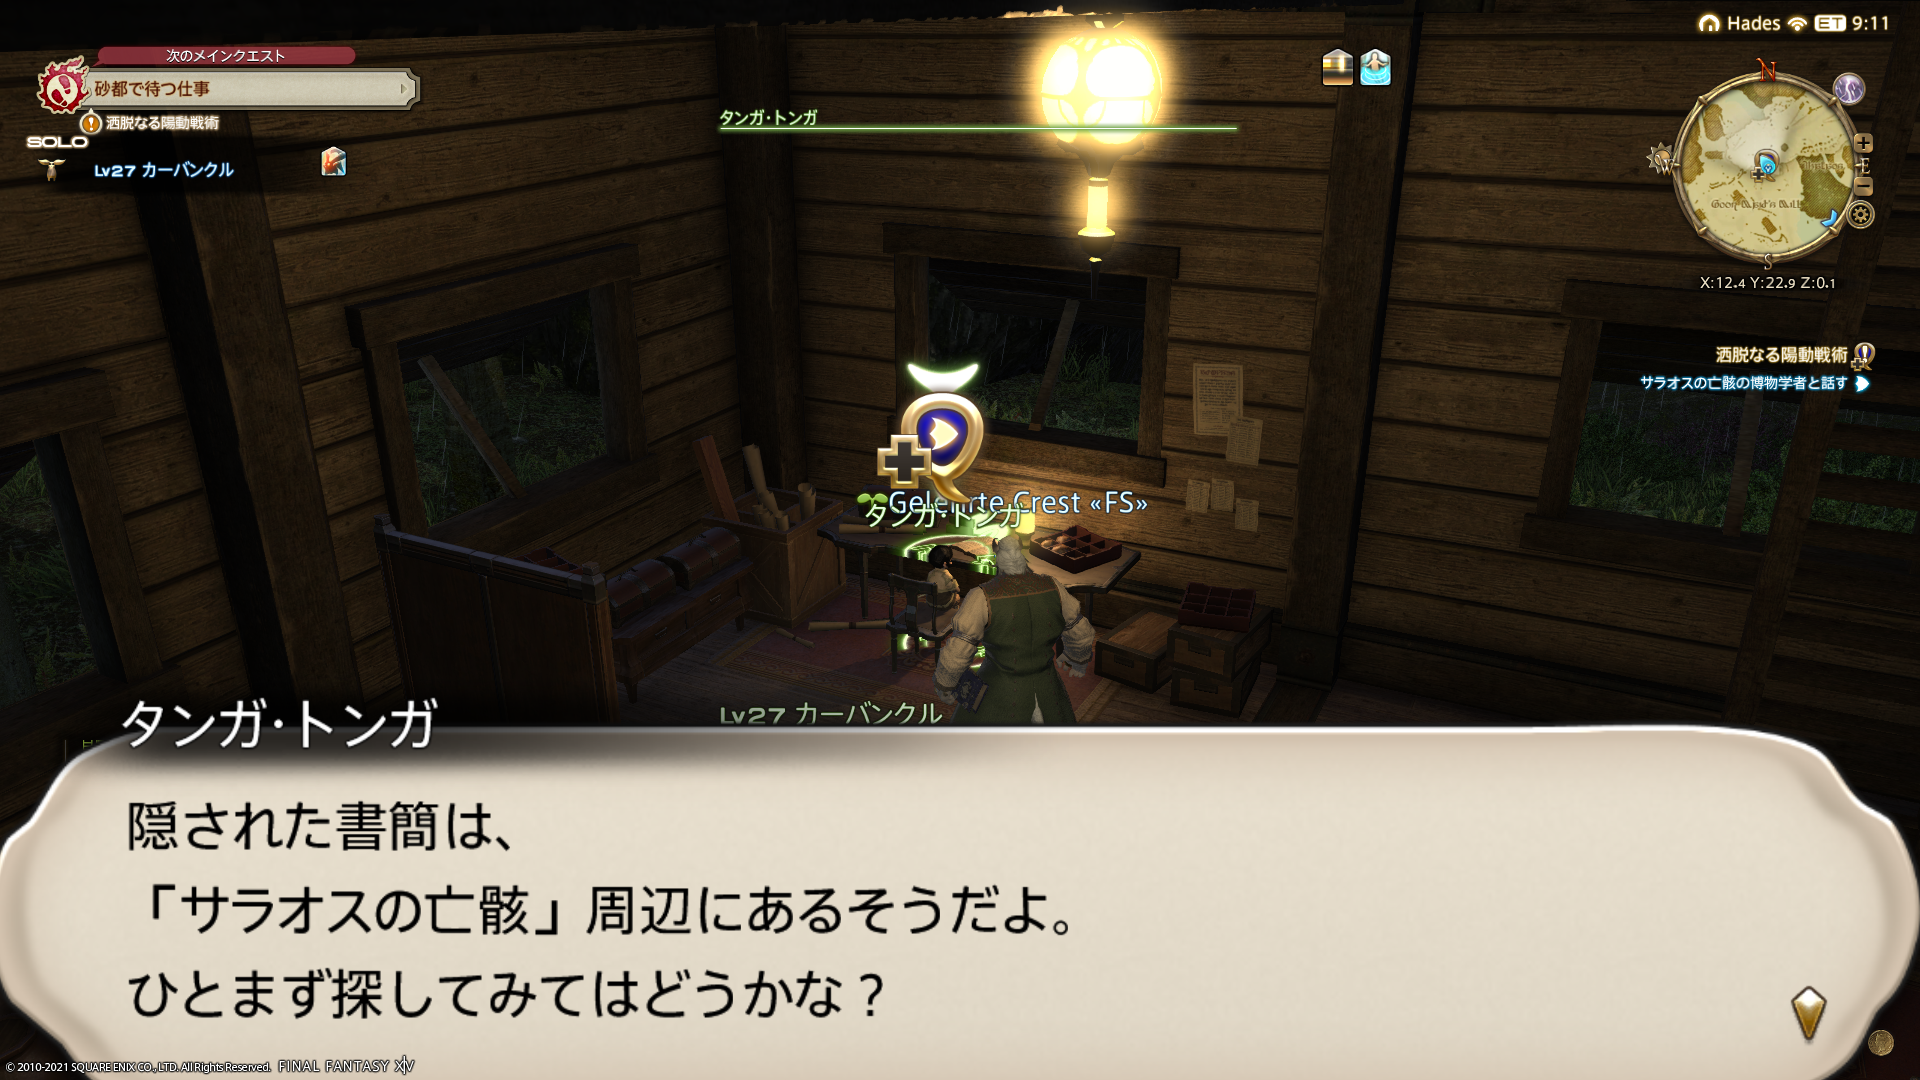 次のメインクエスト
砂都で待つ仕事
洒脱なる陽動戦術
SOLO
Lv27 カーバンクル
タンガ・トンガ
Hades ET 9:11
N
E
S
X:12.4 Y:22.9 Z:0.1
洒脱なる陽動戦術
サラオスの亡骸の博物学者と話す
Crest «FS»
タンガ・トンガ
Lv27 カーバンクル
タンガ・トンガ
隠された書簡は、
「サラオスの亡骸」周辺にあるそうだよ。
ひとまず探してみてはどうかな?
© 2010-2021 SQUARE ENIX CO., LTD. All Rights Reserved. FINAL FANTASY XIV